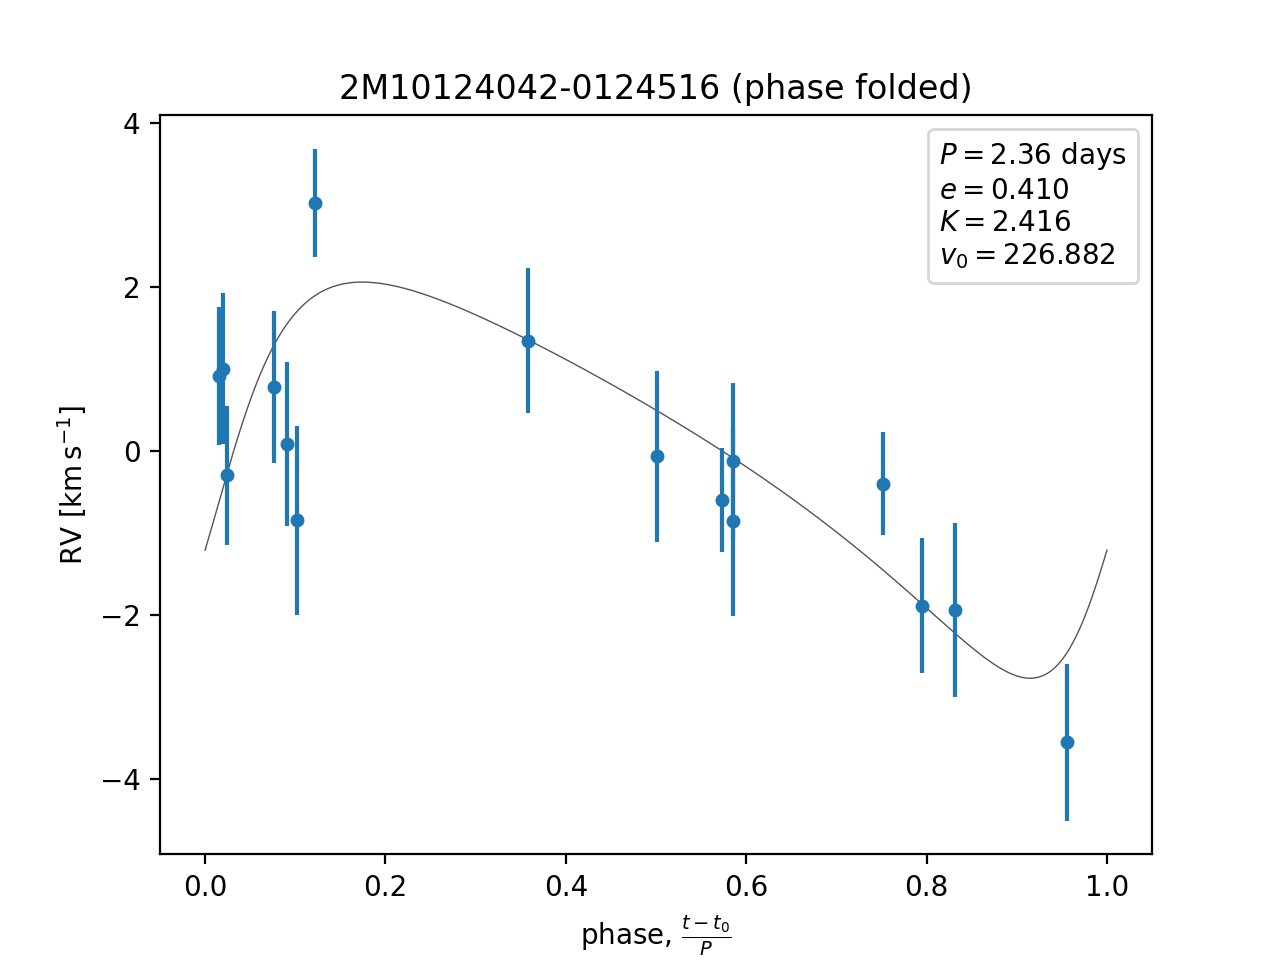 2M10124042-0124516 (phase folded)
P = 2.36 days
e = 0.410
K = 2.416
v₀ = 226.882
RV [km s⁻¹]
4
2
0
−2
−4
0.0 0.2 0.4 0.6 0.8 1.0
phase, (t − t₀)/P